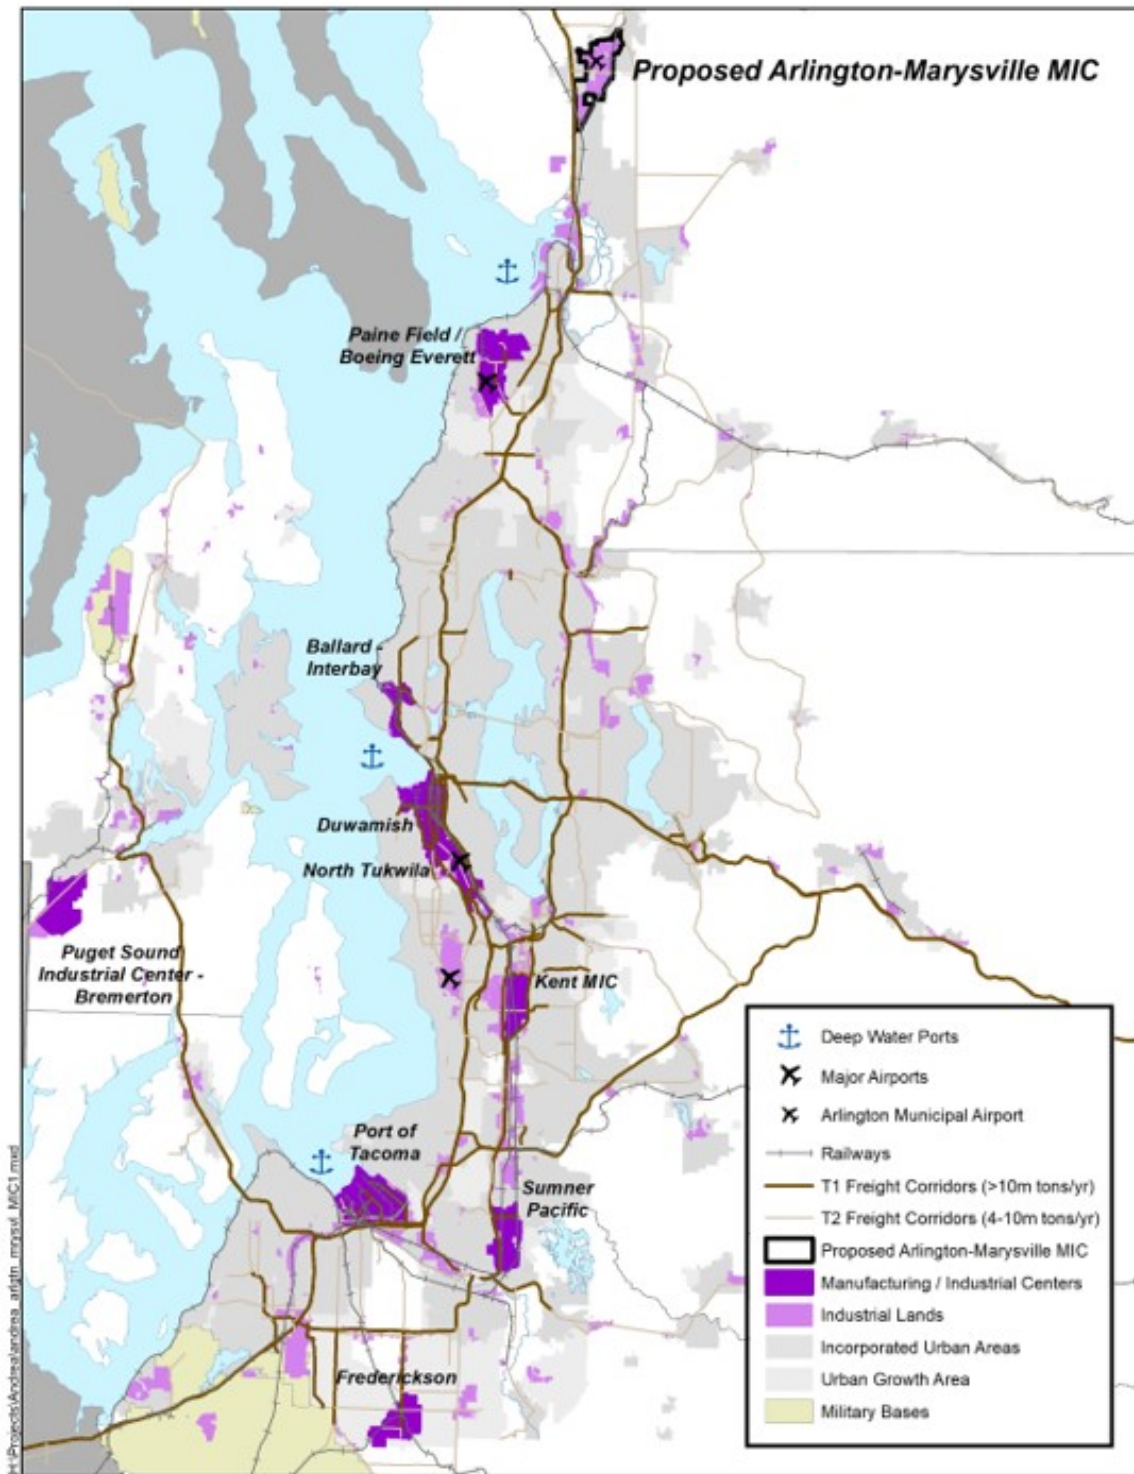 Proposed Arlington-Marysville MIC
Paine Field /
Boeing Everett
Ballard -
Interbay
Duwamish
North Tukwila
Puget Sound
Industrial Center -
Bremerton
Kent MIC
Port of
Tacoma
Sumner
Pacific
Frederickson
Deep Water Ports
Major Airports
Arlington Municipal Airport
Railways
T1 Freight Corridors (>10m tons/yr)
T2 Freight Corridors (4-10m tons/yr)
Proposed Arlington-Marysville MIC
Manufacturing / Industrial Centers
Industrial Lands
Incorporated Urban Areas
Urban Growth Area
Military Bases